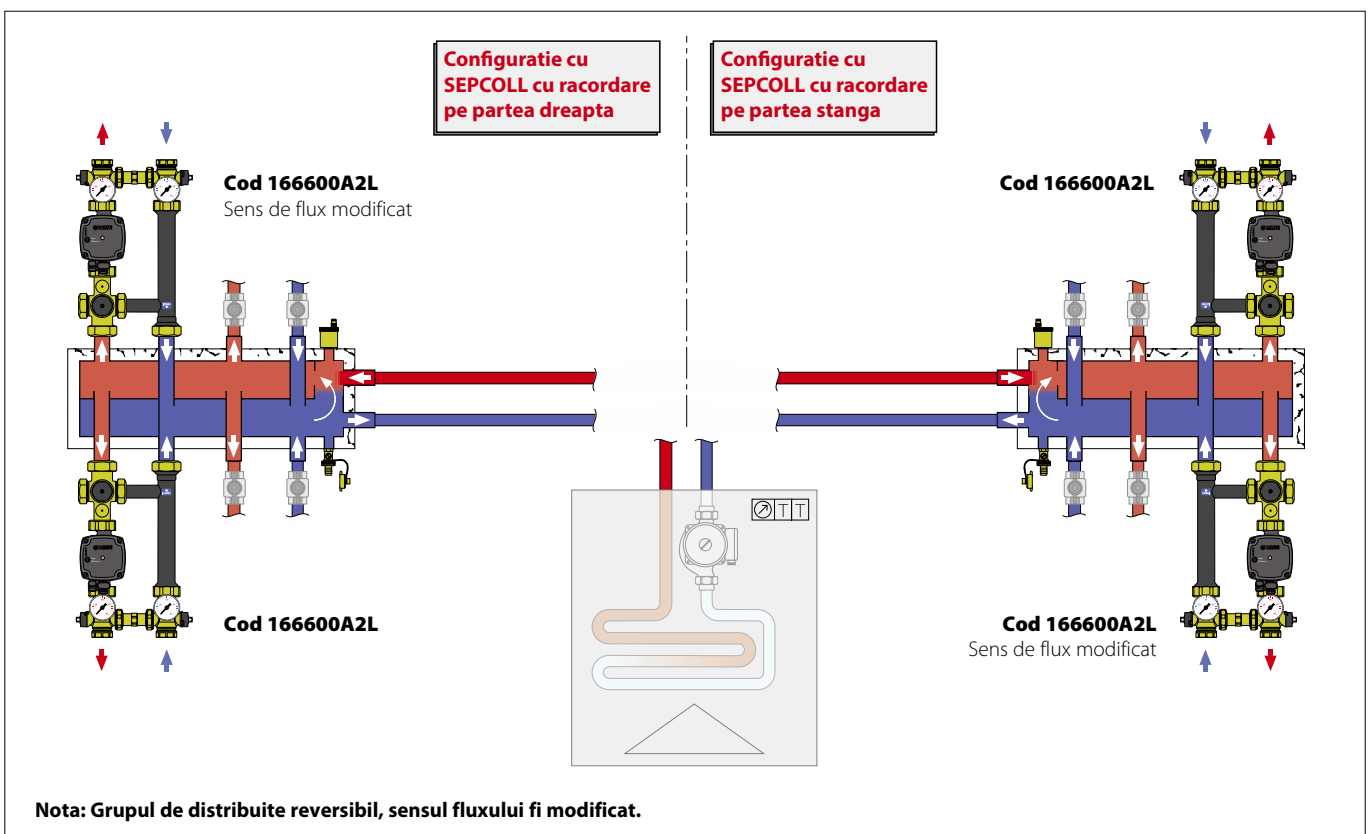 Configuratie cu
SEPCOLL cu racordare
pe partea dreapta
Configuratie cu
SEPCOLL cu racordare
pe partea stanga
Cod 166600A2L
Sens de flux modificat
Cod 166600A2L
T T
Cod 166600A2L
Cod 166600A2L
Sens de flux modificat
Nota: Grupul de distribuite reversibil, sensul fluxului fi modificat.